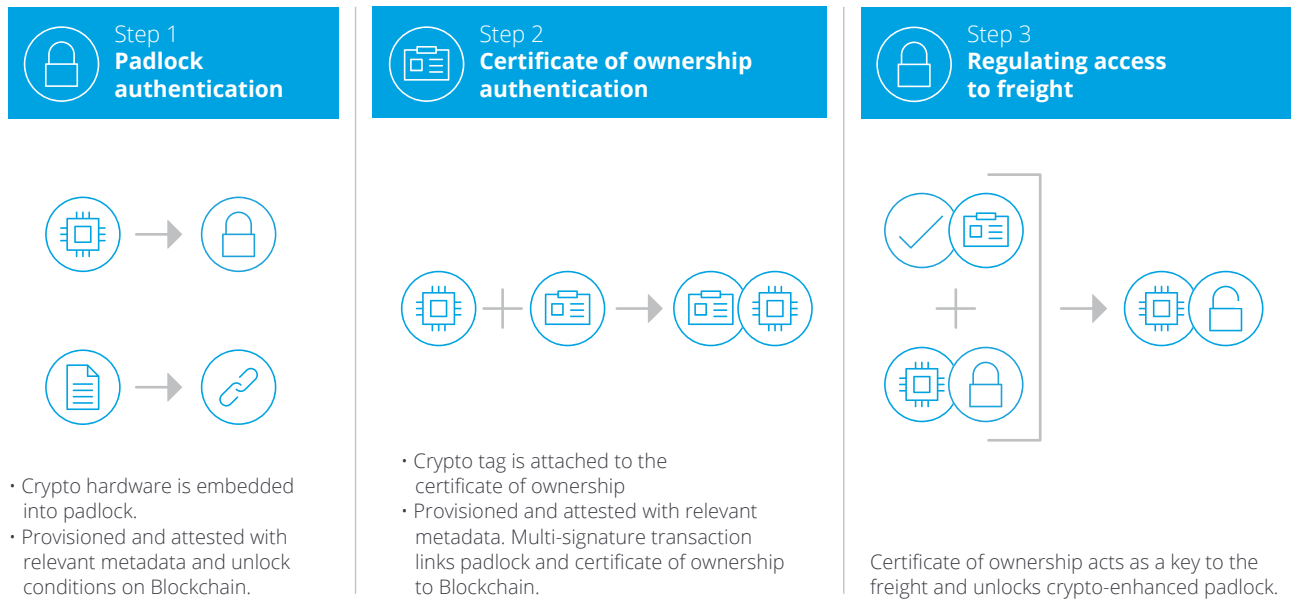 Step 1
Padlock
authentication
• Crypto hardware is embedded
into padlock.
• Provisioned and attested with
relevant metadata and unlock
conditions on Blockchain.
Step 2
Certificate of ownership
authentication
• Crypto tag is attached to the
certificate of ownership
• Provisioned and attested with relevant
metadata. Multi-signature transaction
links padlock and certificate of ownership
to Blockchain.
Step 3
Regulating access
to freight
Certificate of ownership acts as a key to the
freight and unlocks crypto-enhanced padlock.